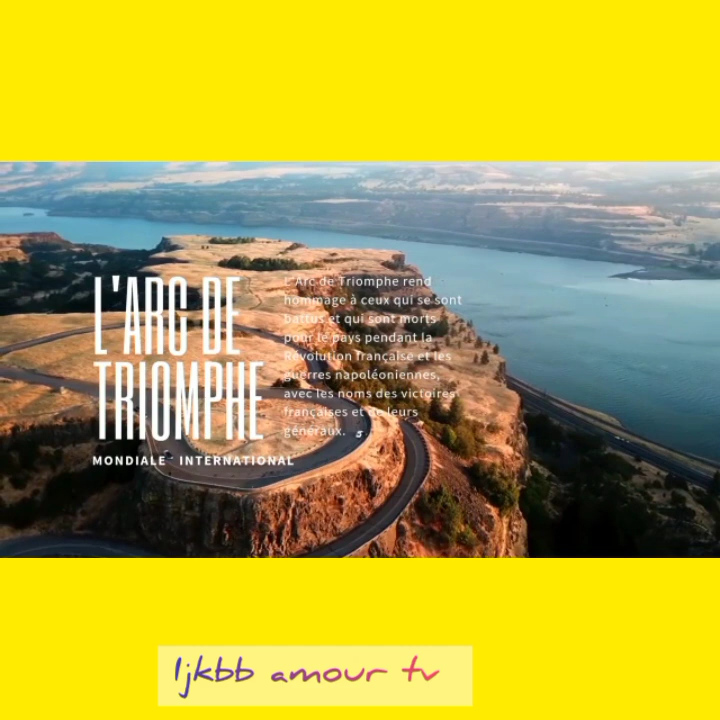 L'ARC DE
TRIOMPHE
MONDIALE INTERNATIONAL
L'Arc de Triomphe rend
hommage à ceux qui se sont
battus et qui sont morts
pour le pays pendant la
Révolution française et les
guerres napoléoniennes,
avec les noms des victoires
françaises et de leurs
généraux.
ljkbb amour tv